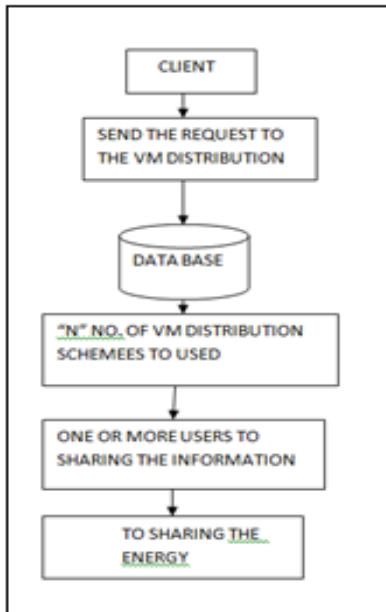 CLIENT
SEND THE REQUEST TO
THE VM DISTRIBUTION
DATA BASE
“N” NO. OF VM DISTRIBUTION
SCHEMEES TO USED
ONE OR MORE USERS TO
SHARING THE INFORMATION
TO SHARING THE
ENERGY